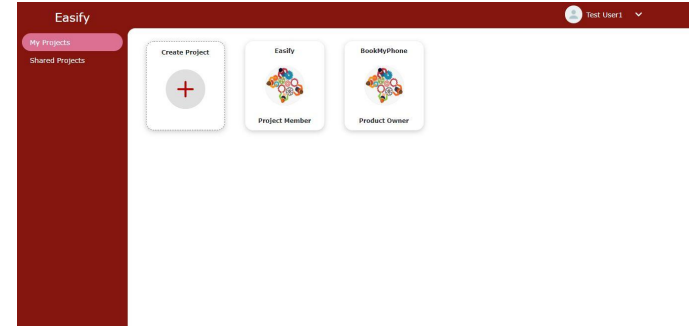 Easify
Test User1
My Projects
Shared Projects
Create Project
Easify
Project Member
BookMyPhone
Product Owner